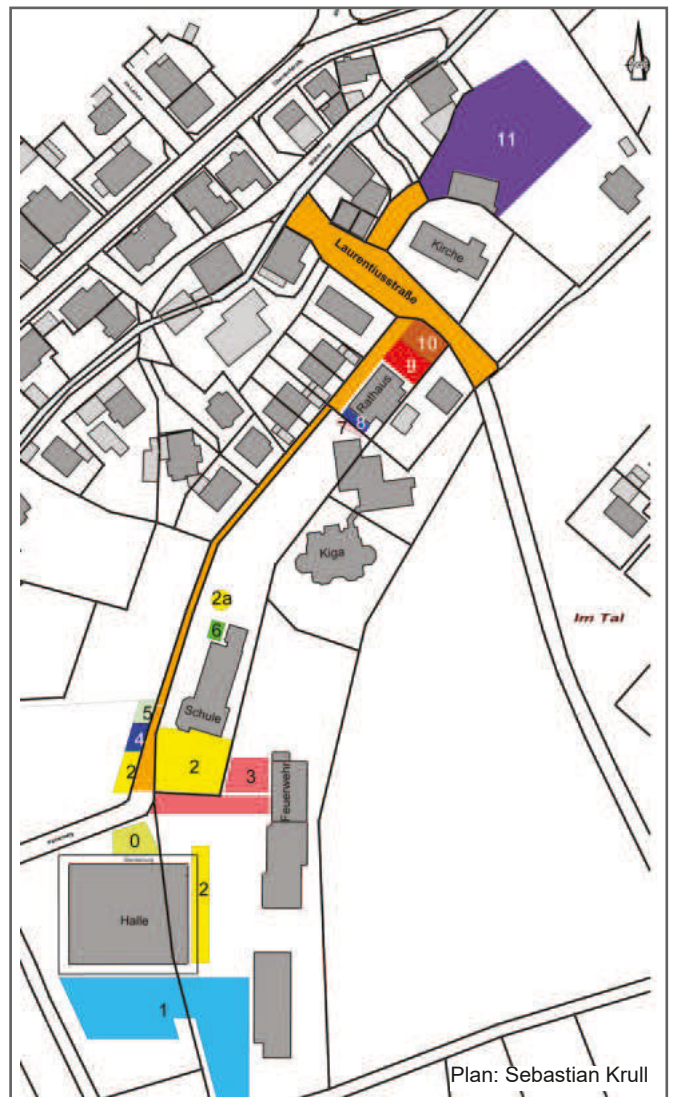 11
Kirche
Laurentiusstraße
10
9
Rathaus
8
7
Kiga
2a
6
Im Tal
5
Schule
4
2
2
3
Feuerwehr
0
2
Halle
1
Plan: Sebastian Krull